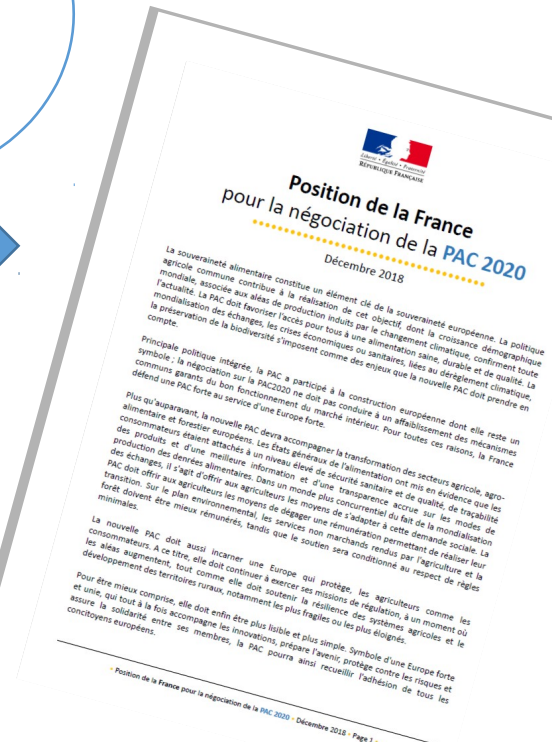 Liberté • Égalité • Fraternité
RÉPUBLIQUE FRANÇAISE
Position de la France
pour la négociation de la PAC 2020
Décembre 2018
La souveraineté alimentaire constitue un élément clé de la souveraineté européenne. La politique
agricole commune contribue à la réalisation de cet objectif, dont la croissance démographique
mondiale, associée aux aléas de production induits par le changement climatique, confirment toute
l'actualité. La PAC doit favoriser l'accès pour tous à une alimentation saine, durable et de qualité. La
mondialisation des échanges, les crises économiques ou sanitaires, liées au dérèglement climatique,
la préservation de la biodiversité s'imposent comme des enjeux que la nouvelle PAC doit prendre en
compte.
Principale politique intégrée, la PAC a participé à la construction européenne dont elle reste un
symbole ; la négociation sur la PAC2020 ne doit pas conduire à un affaiblissement des mécanismes
communs garants du bon fonctionnement du marché intérieur. Pour toutes ces raisons, la France
défend une PAC forte au service d'une Europe forte.
Plus qu'auparavant, la nouvelle PAC devra accompagner la transformation des secteurs agricole, agro-
alimentaire et forestier européens. Les États généraux de l'alimentation ont mis en évidence que les
consommateurs étaient attachés à un niveau élevé de sécurité sanitaire et de qualité, de traçabilité
des produits et d'une meilleure information et d'une transparence accrue sur les modes de
production des denrées alimentaires. Dans un monde plus concurrentiel du fait de la mondialisation
des échanges, il s'agit d'offrir aux agriculteurs les moyens de s'adapter à cette demande sociale. La
PAC doit offrir aux agriculteurs les moyens de dégager une rémunération permettant de réaliser leur
transition. Sur le plan environnemental, les services non marchands rendus par l'agriculture et la
forêt doivent être mieux rémunérés, tandis que le soutien sera conditionné au respect de règles
minimales.
La nouvelle PAC doit aussi incarner une Europe qui protège, les agriculteurs comme les
consommateurs. A ce titre, elle doit continuer à exercer ses missions de régulation, à un moment où
les aléas augmentent, tout comme elle doit soutenir la résilience des systèmes agricoles et le
développement des territoires ruraux, notamment les plus fragiles ou les plus éloignés.
Pour être mieux comprise, elle doit enfin être plus lisible et plus simple. Symbole d'une Europe forte
et unie, qui tout à la fois accompagne les innovations, prépare l'avenir, protège contre les risques et
assure la solidarité entre ses membres, la PAC pourra ainsi recueillir l'adhésion de tous les
concitoyens européens.
• Position de la France pour la négociation de la PAC 2020 • Décembre 2018 • Page 1 •